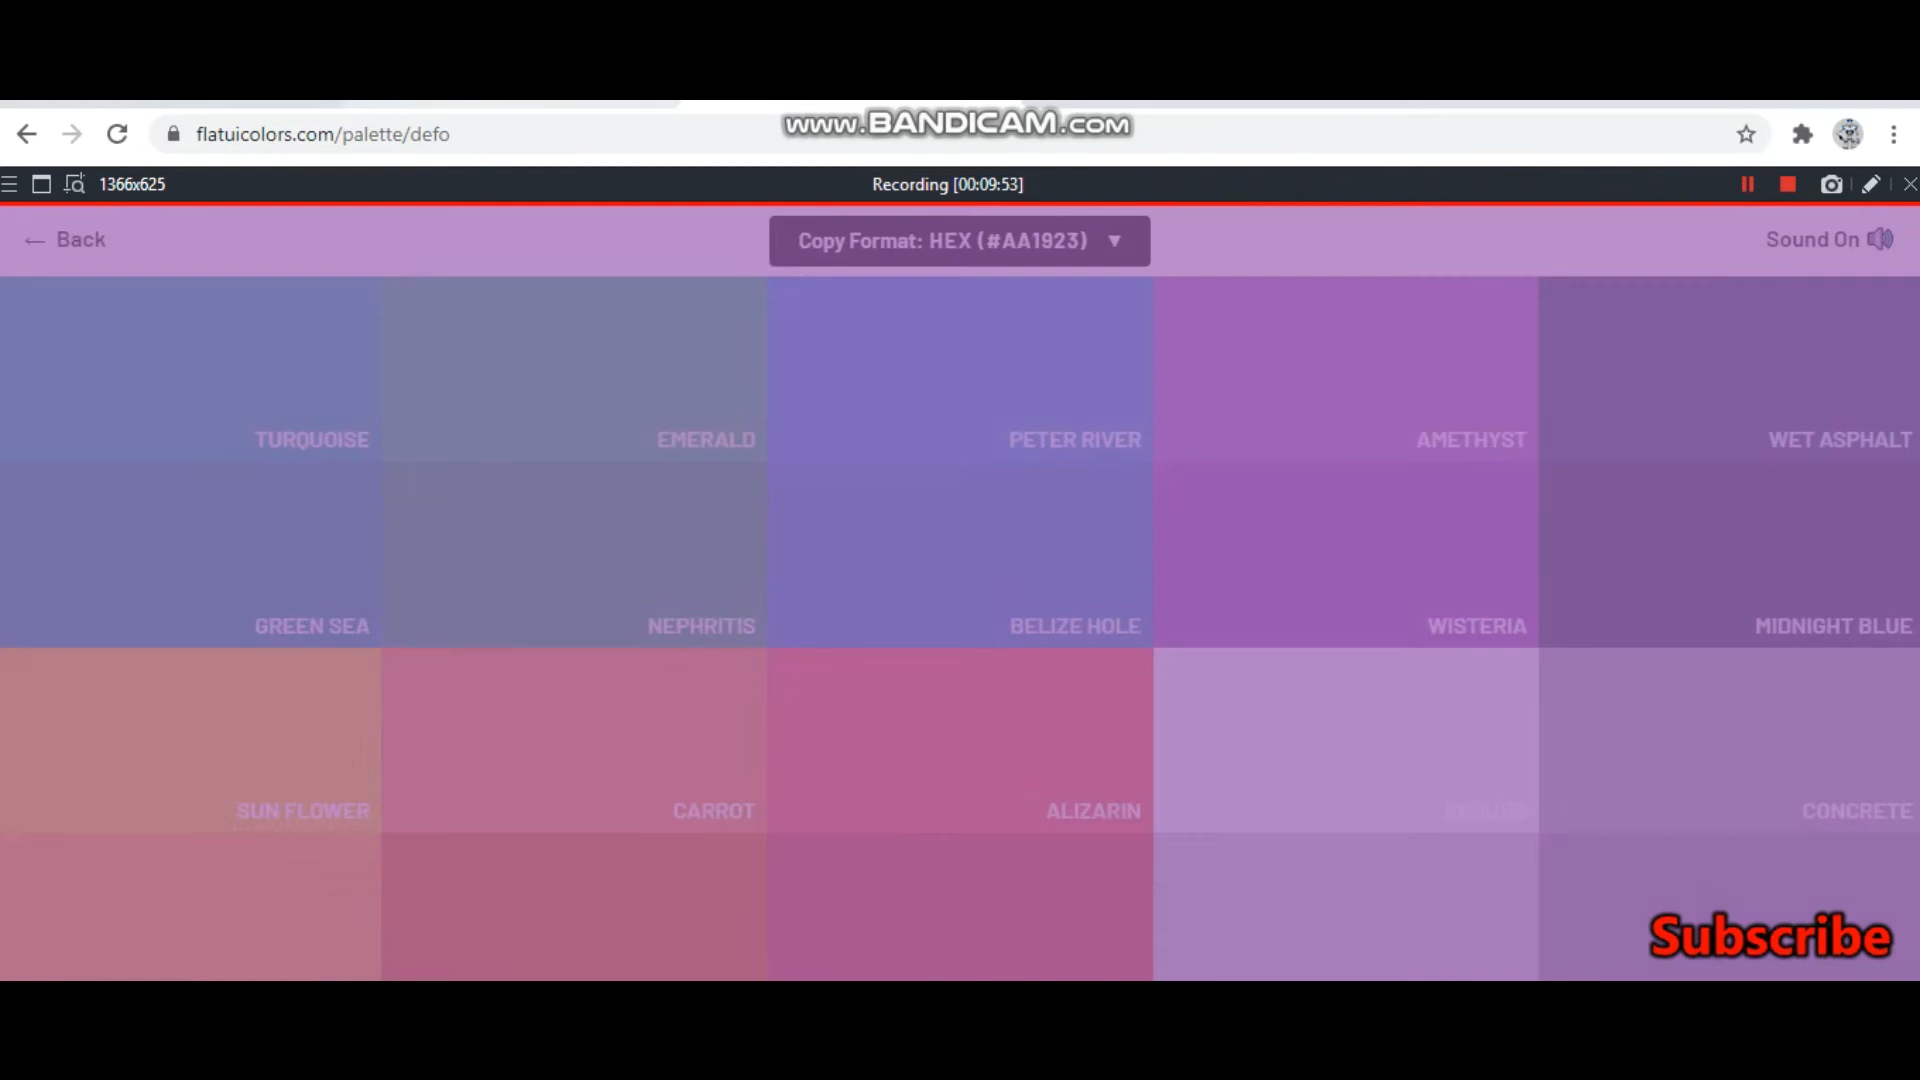 flatuicolors.com/palette/defo
www.BANDICAM.com
1366x625
Recording [00:09:53]
← Back
Copy Format: HEX (#AA1923) ▼
Sound On
TURQUOISE
EMERALD
PETER RIVER
AMETHYST
WET ASPHALT
GREEN SEA
NEPHRITIS
BELIZE HOLE
WISTERIA
MIDNIGHT BLUE
SUN FLOWER
CARROT
ALIZARIN
CONCRETE
Subscribe